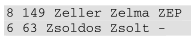 8 149 Zeller Zelma ZEP
6 63 Zsoldos Zsolt -